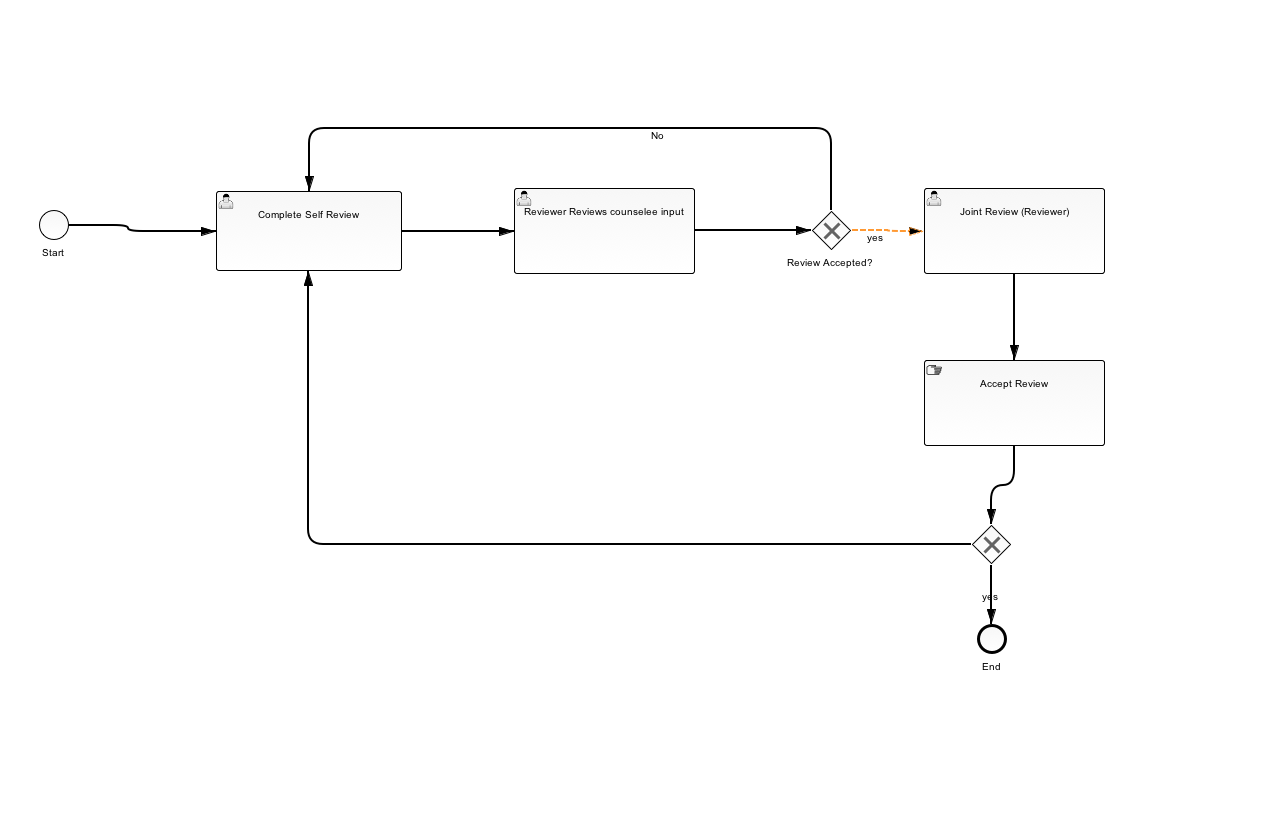 No
Complete Self Review
Reviewer Reviews counselee input
Joint Review (Reviewer)
yes
Start
Review Accepted?
Accept Review
yes
End